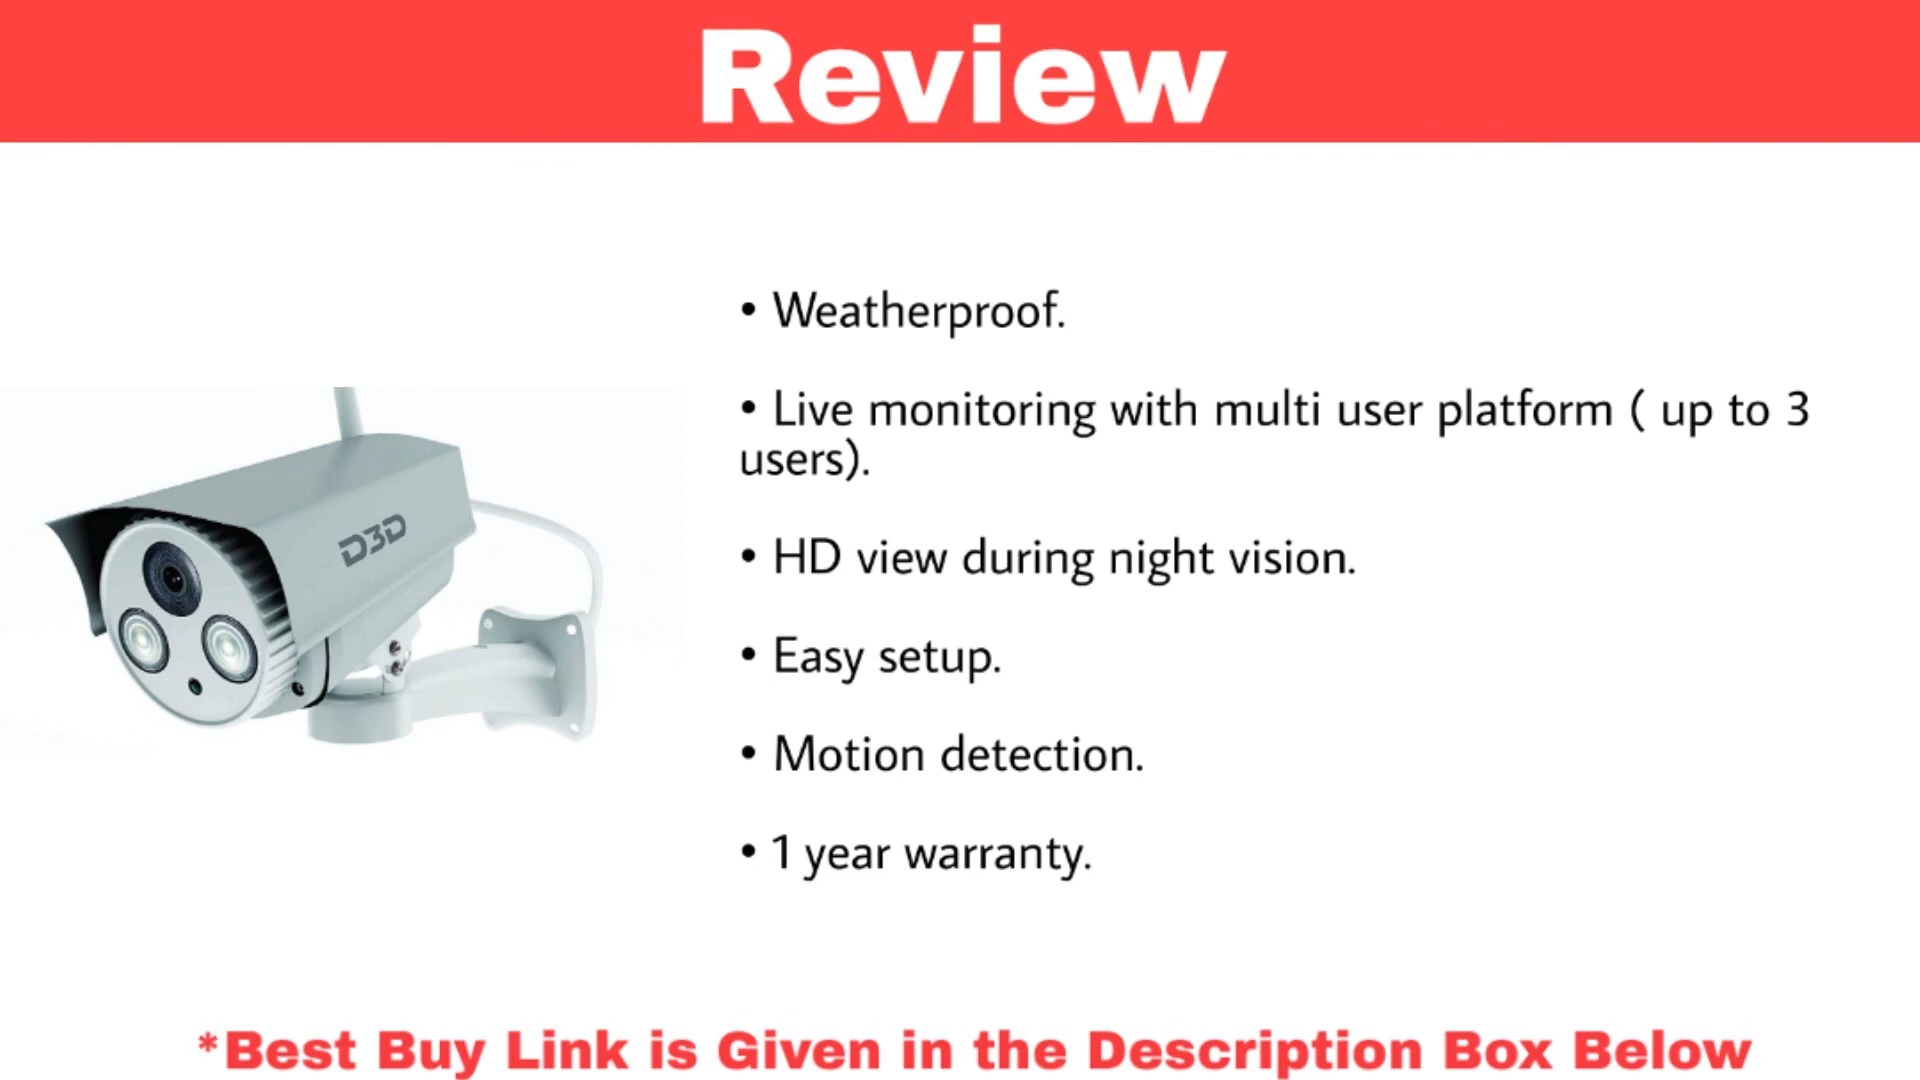 Review
• Weatherproof.
• Live monitoring with multi user platform ( up to 3
users).
D3D
• HD view during night vision.
• Easy setup.
• Motion detection.
• 1 year warranty.
*Best Buy Link is Given in the Description Box Below